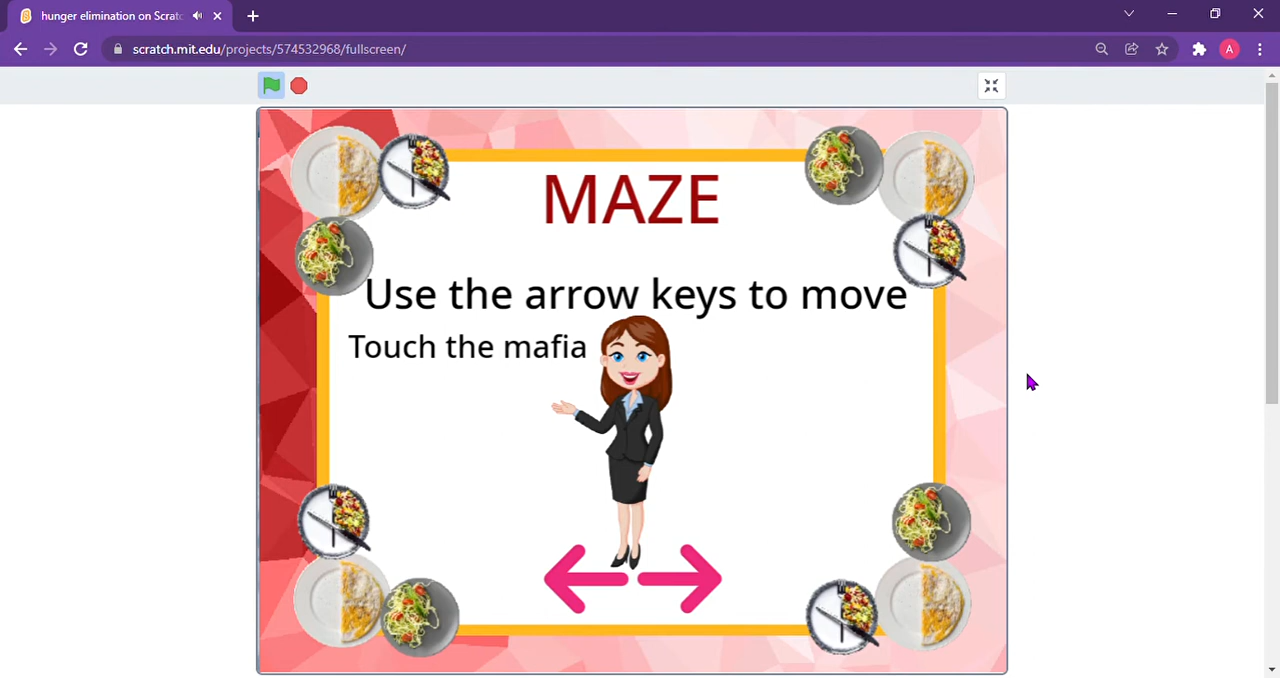 hunger elimination on Scratc
scratch.mit.edu/projects/574532968/fullscreen/
A
MAZE
Use the arrow keys to move
Touch the mafia